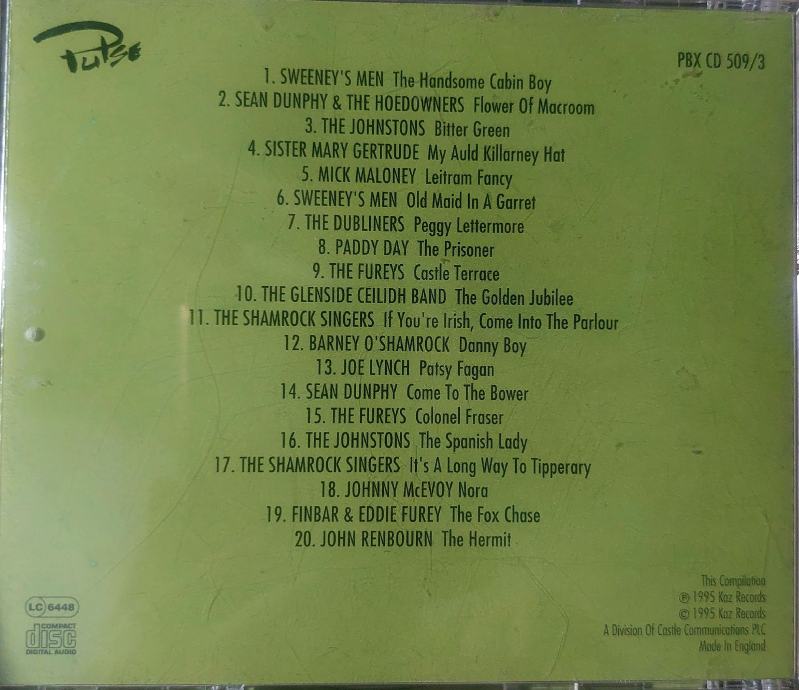 Pulse
PBX CD 509/3
1. SWEENEY'S MEN The Handsome Cabin Boy
2. SEAN DUNPHY & THE HOEDOWNERS Flower Of Macroom
3. THE JOHNSTONS Bitter Green
4. SISTER MARY GERTRUDE My Auld Killarney Hat
5. MICK MALONEY Leitram Fancy
6. SWEENEY'S MEN Old Maid In A Garret
7. THE DUBLINERS Peggy Lettermore
8. PADDY DAY The Prisoner
9. THE FUREYS Castle Terrace
10. THE GLENSIDE CEILIDH BAND The Golden Jubilee
11. THE SHAMROCK SINGERS If You're Irish, Come Into The Parlour
12. BARNEY O'SHAMROCK Danny Boy
13. JOE LYNCH Patsy Fagan
14. SEAN DUNPHY Come To The Bower
15. THE FUREYS Colonel Fraser
16. THE JOHNSTONS The Spanish Lady
17. THE SHAMROCK SINGERS It's A Long Way To Tipperary
18. JOHNNY McEVOY Nora
19. FINBAR & EDDIE FUREY The Fox Chase
20. JOHN RENBOURN The Hermit
This Compilation
℗ 1995 Kaz Records
© 1995 Kaz Records
A Division Of Castle Communications PLC
Made In England
LC 6448
COMPACT
disc
DIGITAL AUDIO